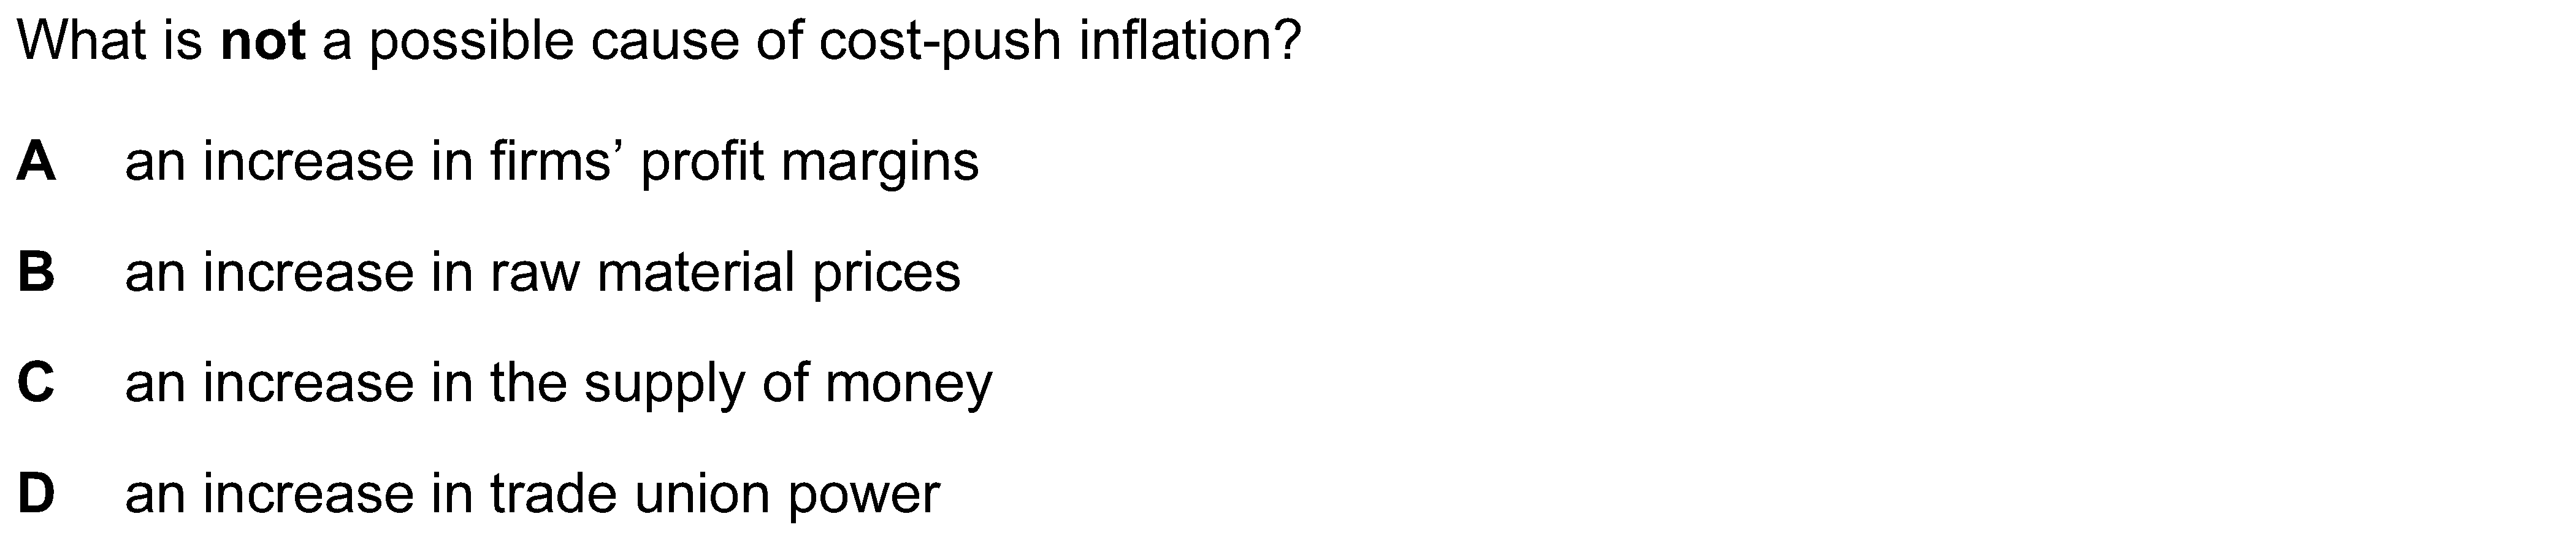 What is not a possible cause of cost-push inflation?
A an increase in firms’ profit margins
B an increase in raw material prices
C an increase in the supply of money
D an increase in trade union power